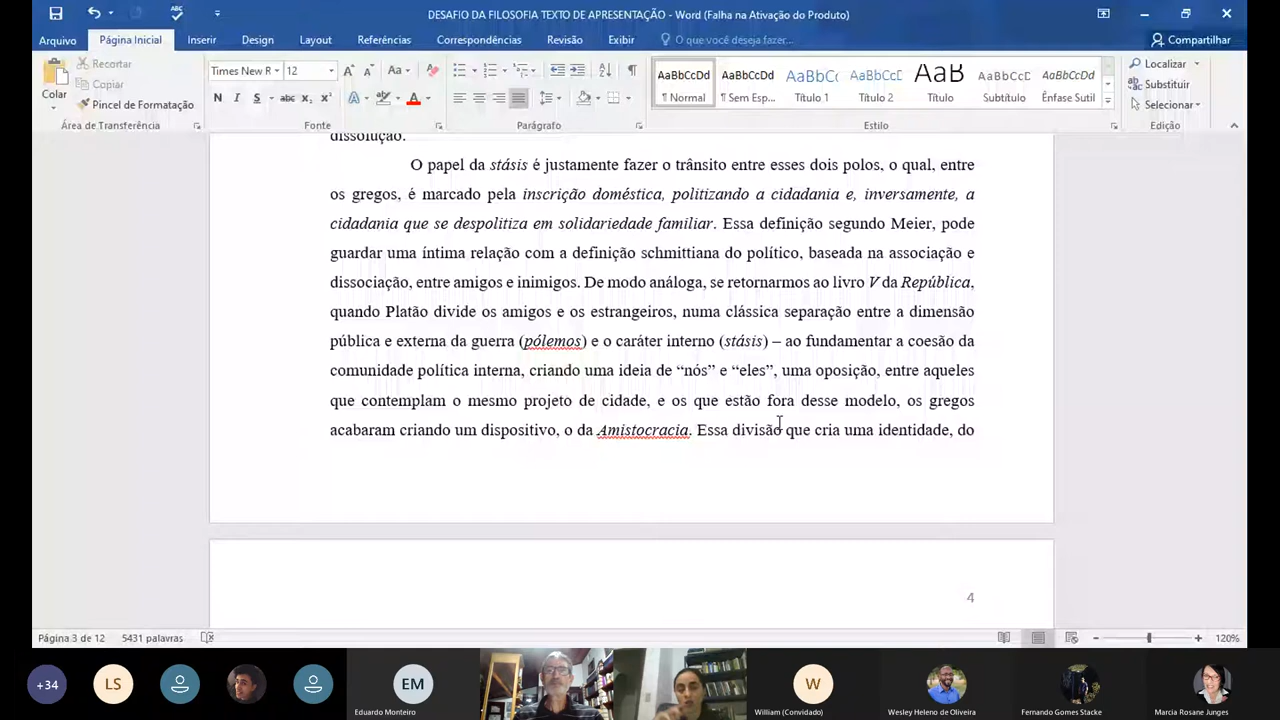 DESAFIO DA FILOSOFIA TEXTO DE APRESENTAÇÃO - Word (Falha na Ativação do Produto)
Arquivo Página Inicial Inserir Design Layout Referências Correspondências Revisão Exibir O que você deseja fazer... Compartilhar
Colar
Recortar
Copiar
Pincel de Formatação
Área de Transferência
Times New R 12
N I S abc x₂ x²
Fonte
Parágrafo
AaBbCcDd AaBbCcDd AaBbCc AaBbCcD AaB AaBbCcD AaBbCcDd
¶ Normal ¶ Sem Esp... Título 1 Título 2 Título Subtítulo Ênfase Sutil
Estilo
Localizar
Substituir
Selecionar
Edição
dissolução.
O papel da stásis é justamente fazer o trânsito entre esses dois polos, o qual, entre
os gregos, é marcado pela inscrição doméstica, politizando a cidadania e, inversamente, a
cidadania que se despolitiza em solidariedade familiar. Essa definição segundo Meier, pode
guardar uma íntima relação com a definição schmittiana do político, baseada na associação e
dissociação, entre amigos e inimigos. De modo análoga, se retornarmos ao livro V da República,
quando Platão divide os amigos e os estrangeiros, numa clássica separação entre a dimensão
pública e externa da guerra (pólemos) e o caráter interno (stásis) – ao fundamentar a coesão da
comunidade política interna, criando uma ideia de “nós” e “eles”, uma oposição, entre aqueles
que contemplam o mesmo projeto de cidade, e os que estão fora desse modelo, os gregos
acabaram criando um dispositivo, o da Amistocracia. Essa divisão que cria uma identidade, do
4
Página 3 de 12 5431 palavras 120%
+34 LS EM W
Eduardo Monteiro William (Convidado) Wesley Heleno de Oliveira Fernando Gomes Stacke Marcia Rosane Junges